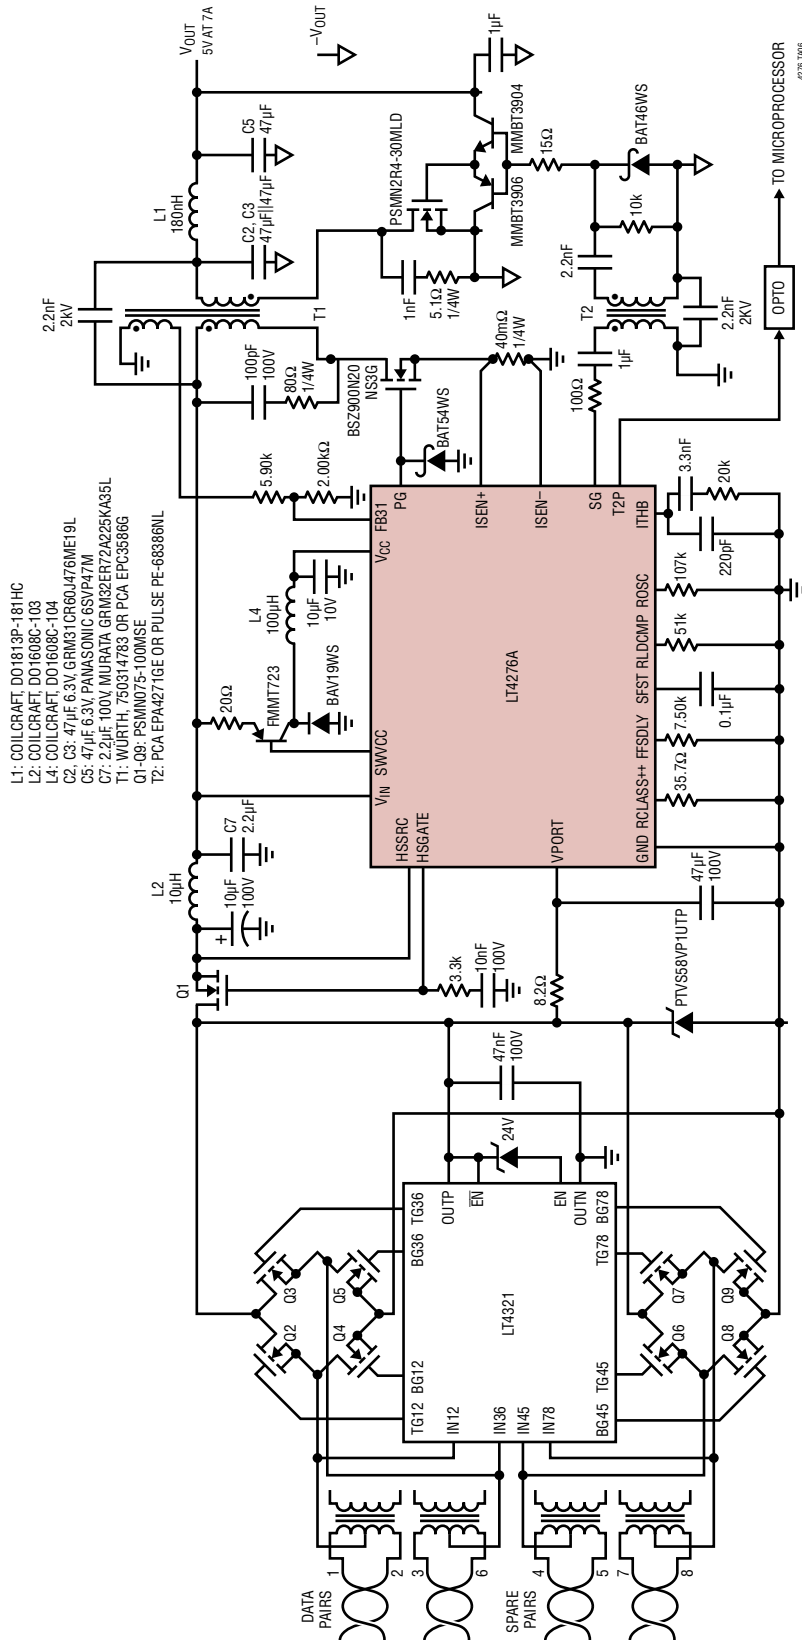 L1: COILCRAFT, DO1813P-181HC
L2: COILCRAFT, DO1608C-103
L4: COILCRAFT, DO1608C-104
C2, C3: 47µF, 6.3V, GRM31CR60J476ME19L
C5: 47µF, 6.3V, PANASONIC 6SVP47M
C7: 2.2µF, 100V, MURATA GRM32ER72A225KA35L
T1: WÜRTH, 750314783 OR PCA EPC3586G
Q1-Q9: PSMN075-100MSE
T2: PCA EPA4271GE OR PULSE PE-68386NL
DATA
PAIRS
1
2
3
6
SPARE
PAIRS
4
5
7
8
Q2
Q3
Q4
Q5
TG12
BG12
BG36
TG36
IN12
IN36
IN45
IN78
LT4321
OUTP
EN
EN
OUTN
BG45
TG45
TG78
BG78
Q6
Q7
Q8
Q9
24V
47nF
100V
Q1
3.3k
10nF
100V
8.2Ω
PTVS58VP1UTP
+
10µF
100V
L2
10µH
C7
2.2µF
47µF
100V
HSSRC
HSGATE
VPORT
VIN
SWVCC
VCC
FB31
PG
ISEN+
ISEN–
SG
T2P
ITHB
LT4276A
GND
RCLASS++
FFSDLY
SFST
RLDCMP
ROSC
35.7Ω
7.50k
0.1µF
51k
107k
220pF
3.3nF
20k
20Ω
FMMT723
BAV19WS
L4
100µH
10µF
10V
5.90k
2.00kΩ
BAT54WS
100pF
100V
80Ω
1/4W
BSZ900N20
NS3G
40mΩ
1/4W
2.2nF
2kV
T1
L1
180nH
C2, C3
47µF||47µF
C5
47µF
VOUT
5V AT 7A
–VOUT
1nF
5.1Ω
1/4W
PSMN2R4-30MLD
MMBT3906
MMBT3904
1µF
15Ω
100Ω
1µF
T2
2.2nF
10k
BAT46WS
2.2nF
2KV
OPTO
TO MICROPROCESSOR
4276 TA06